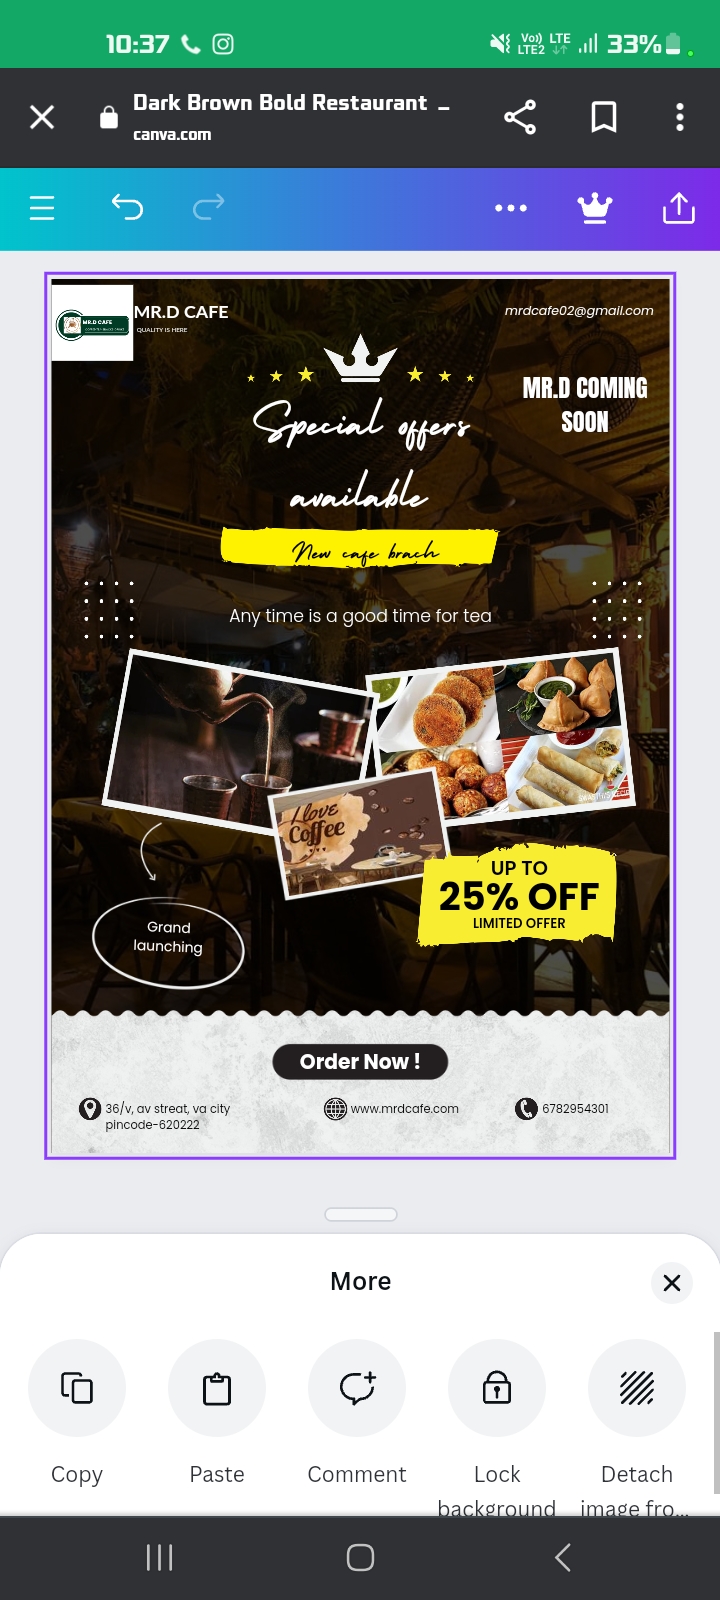 10:37
Vo)) LTE
LTE2
33%
Dark Brown Bold Restaurant
canva.com
MR.D CAFE
MR.D CAFE
QUALITY IS HERE
mrdcafe02@gmail.com
MR.D COMING
SOON
Special offers
available
New cafe brach
Any time is a good time for tea
I love
Coffee
UP TO
25% OFF
LIMITED OFFER
Grand
launching
Order Now !
36/v, av streat, va city
pincode-620222
www.mrdcafe.com
6782954301
More
Copy
Paste
Comment
Lock
background
Detach
image fro...